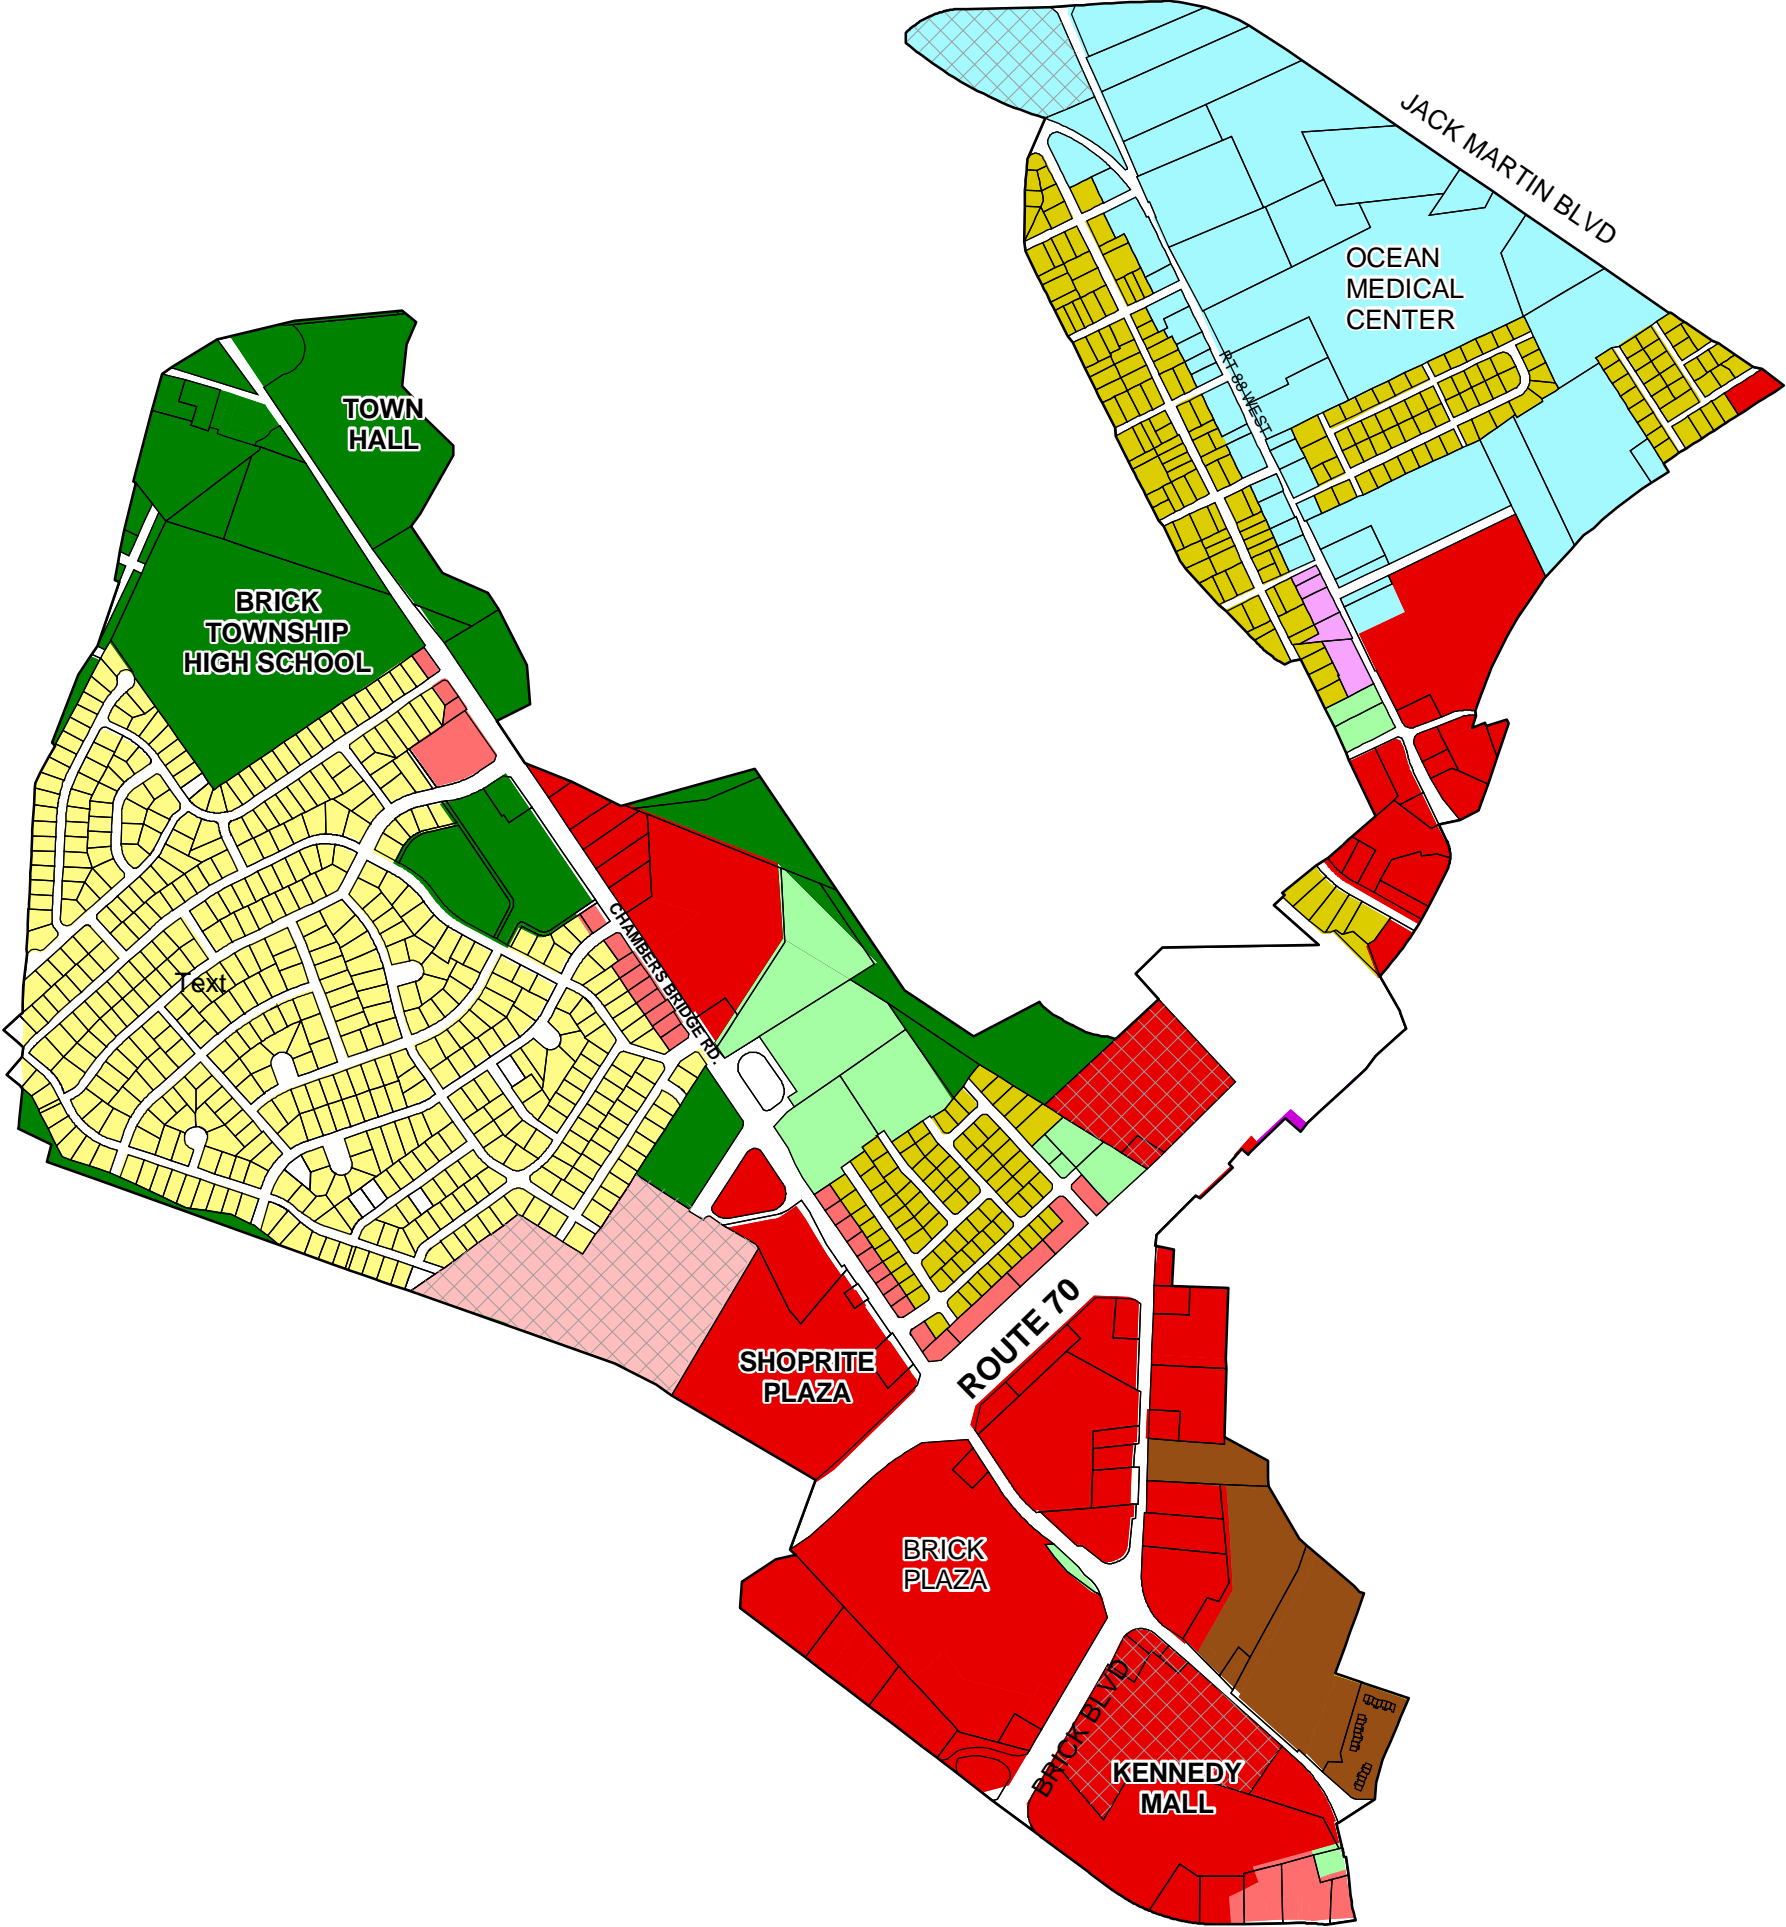 JACK MARTIN BLVD
OCEAN
MEDICAL
CENTER
RT 88 WEST
TOWN
HALL
BRICK
TOWNSHIP
HIGH SCHOOL
CHAMBERS BRIDGE RD.
Text
ROUTE 70
SHOPRITE
PLAZA
BRICK
PLAZA
BRICK BLVD
KENNEDY
MALL